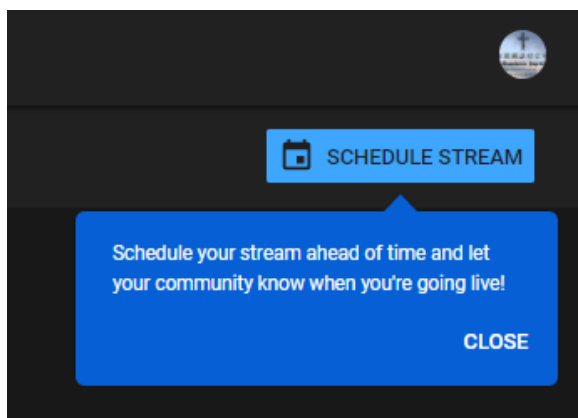 SCHEDULE STREAM
Schedule your stream ahead of time and let
your community know when you're going live!
CLOSE